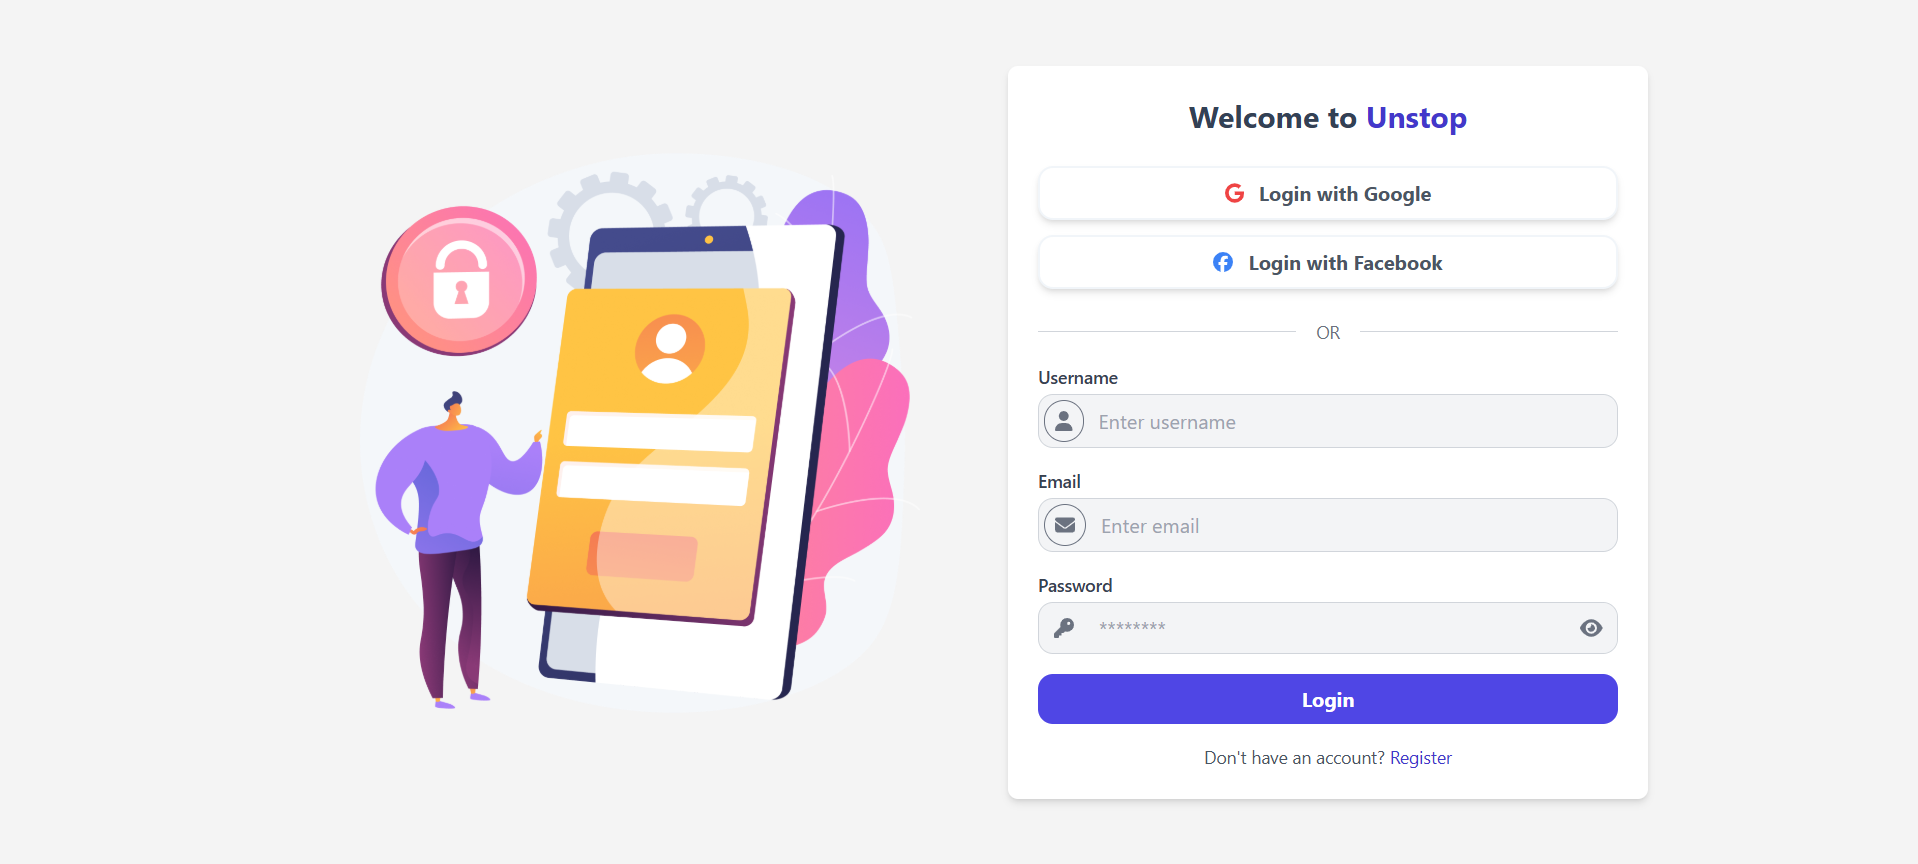 Welcome to Unstop
Login with Google
Login with Facebook
OR
Username
Enter username
Email
Enter email
Password
********
Login
Don't have an account? Register